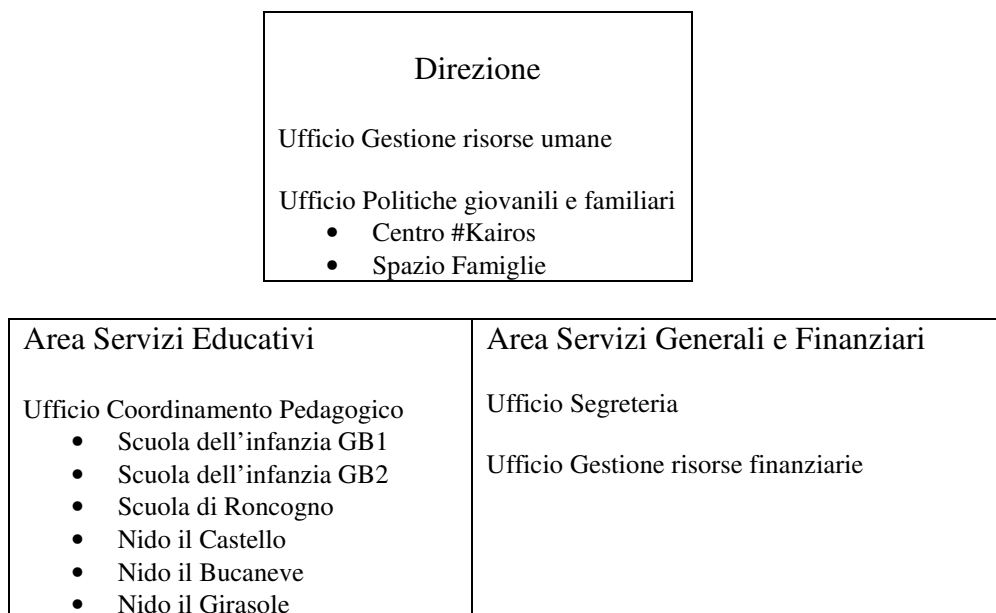 Direzione
Ufficio Gestione risorse umane
Ufficio Politiche giovanili e familiari
• Centro #Kairos
• Spazio Famiglie
Area Servizi Educativi
Ufficio Coordinamento Pedagogico
• Scuola dell’infanzia GB1
• Scuola dell’infanzia GB2
• Scuola di Roncogno
• Nido il Castello
• Nido il Bucaneve
• Nido il Girasole
Area Servizi Generali e Finanziari
Ufficio Segreteria
Ufficio Gestione risorse finanziarie